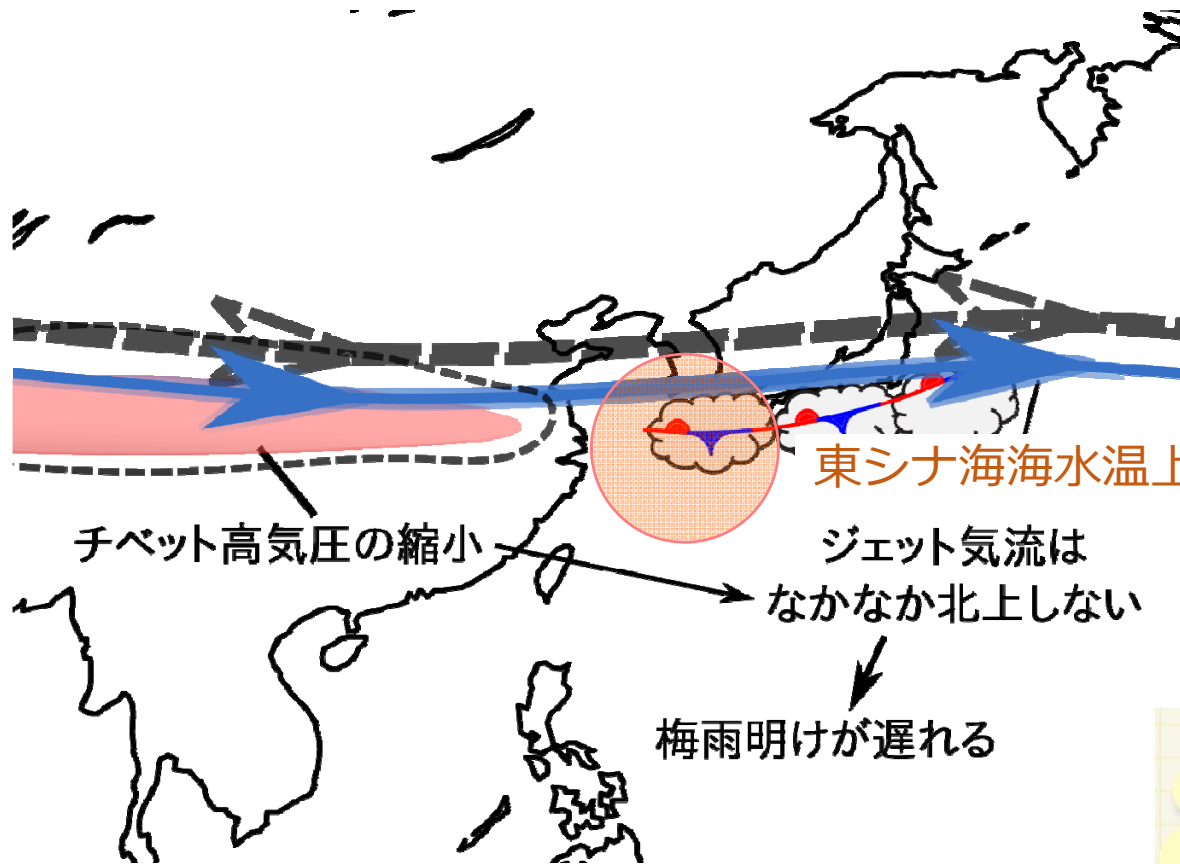 東シナ海海水温上
チベット高気圧の縮小
ジェット気流は
なかなか北上しない
梅雨明けが遅れる